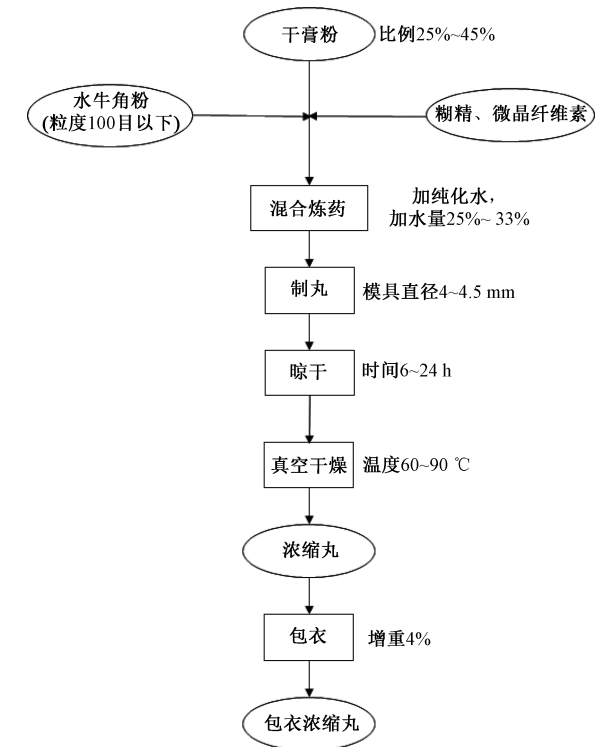 干膏粉
比例25%~45%
水牛角粉
(粒度100目以下)
糊精、微晶纤维素
混合炼药
加纯化水，
加水量25%~ 33%
制丸
模具直径4~4.5 mm
晾干
时间6~24 h
真空干燥
温度60~90 ℃
浓缩丸
包衣
增重4%
包衣浓缩丸